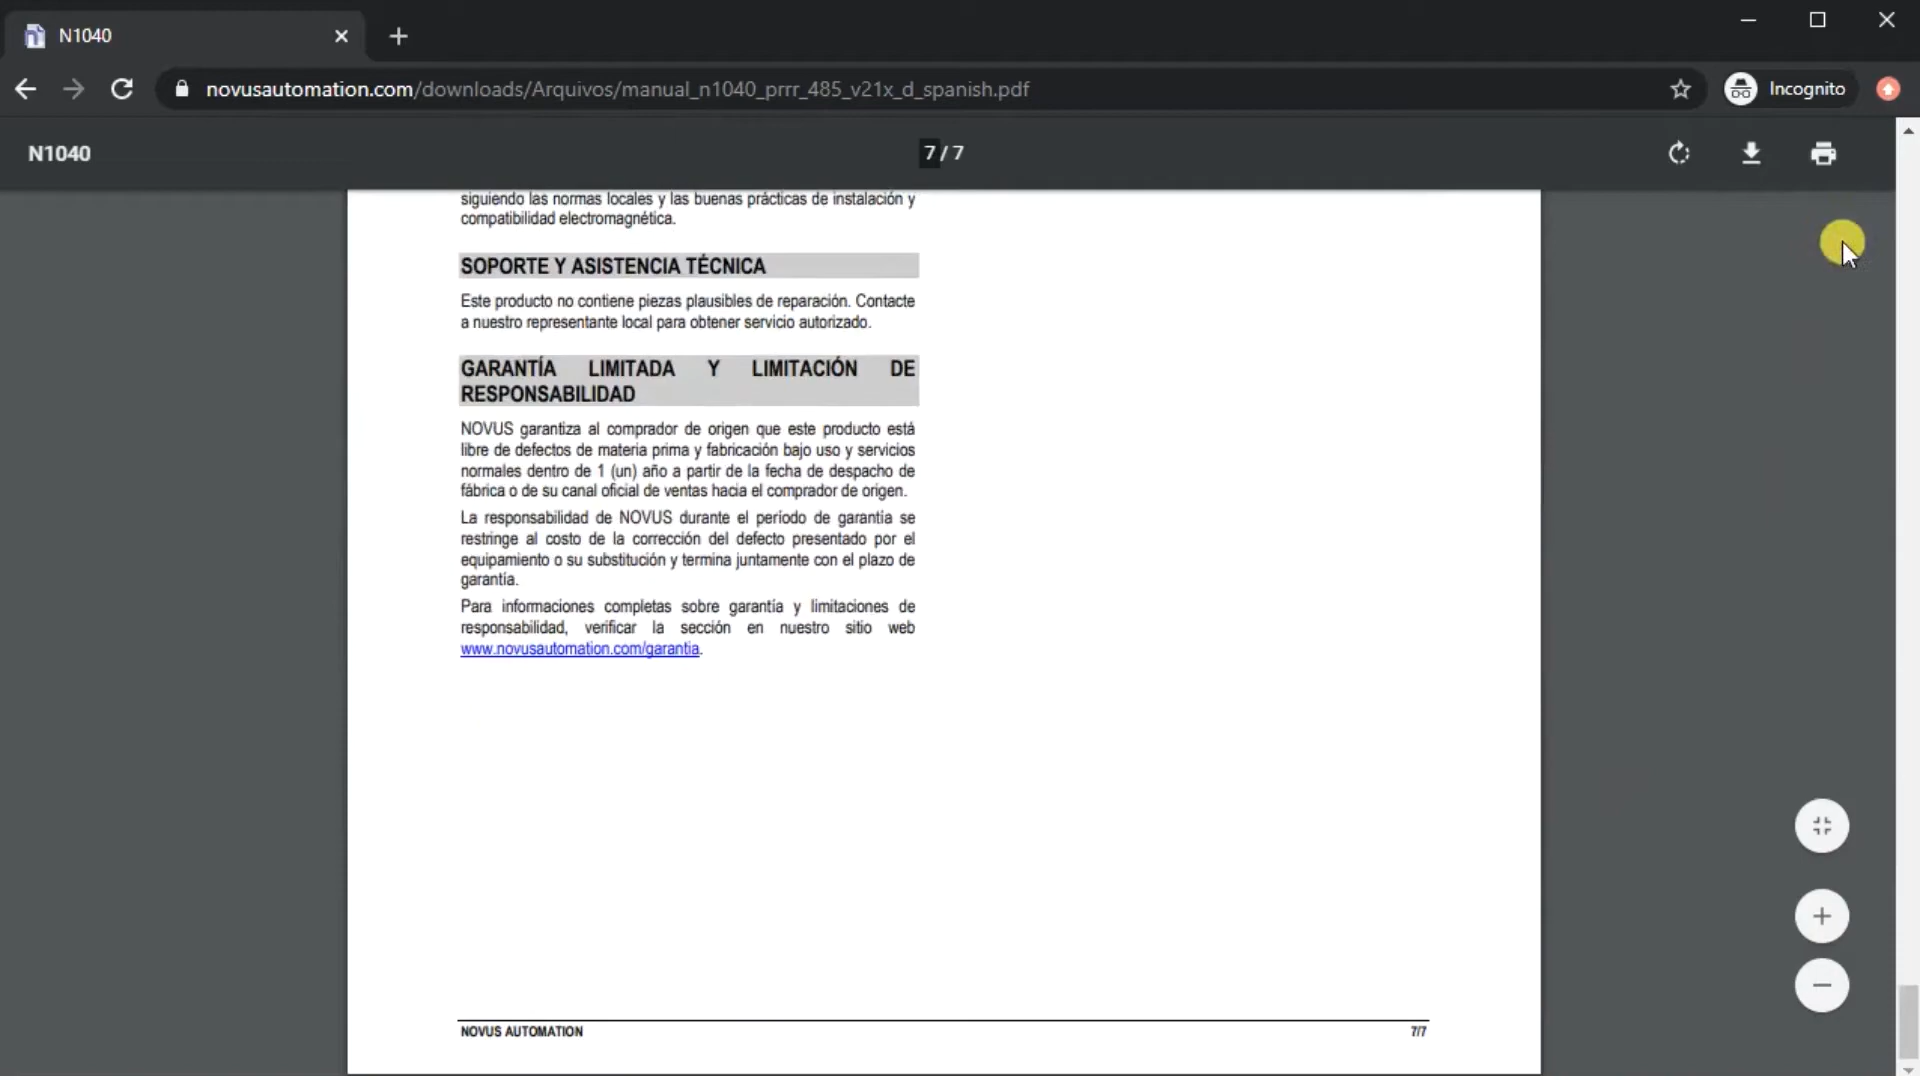 N1040
novusautomation.com/downloads/Arquivos/manual_n1040_prrr_485_v21x_d_spanish.pdf
Incognito
N1040
7 / 7
siguiendo las normas locales y las buenas prácticas de instalación y
compatibilidad electromagnética.
SOPORTE Y ASISTENCIA TÉCNICA
Este producto no contiene piezas plausibles de reparación. Contacte
a nuestro representante local para obtener servicio autorizado.
GARANTÍA LIMITADA Y LIMITACIÓN DE
RESPONSABILIDAD
NOVUS garantiza al comprador de origen que este producto está
libre de defectos de materia prima y fabricación bajo uso y servicios
normales dentro de 1 (un) año a partir de la fecha de despacho de
fábrica o de su canal oficial de ventas hacia el comprador de origen.
La responsabilidad de NOVUS durante el período de garantía se
restringe al costo de la corrección del defecto presentado por el
equipamiento o su substitución y termina juntamente con el plazo de
garantía.
Para informaciones completas sobre garantía y limitaciones de
responsabilidad, verificar la sección en nuestro sitio web
www.novusautomation.com/garantia.
NOVUS AUTOMATION
7/7